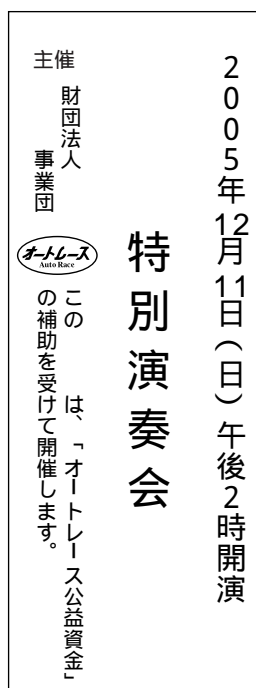 2005年12月11日（日）午後2時開演
特別演奏会
主催
財団法人
事業団
オートレース
Auto Race
この　　は、「オートレース公益資金」
の補助を受けて開催します。